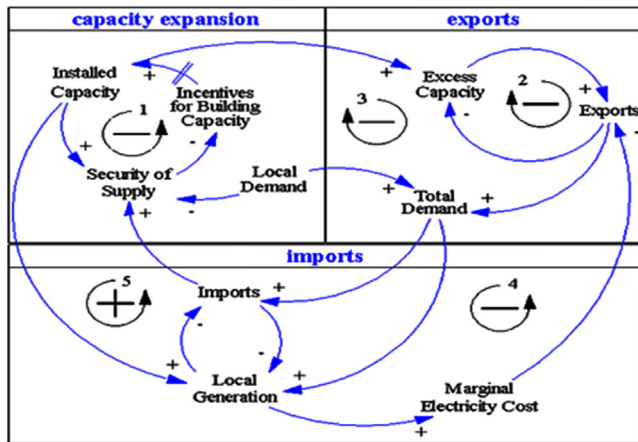 capacity expansion
exports
Installed
Capacity
+
Incentives
for Building
Capacity
1
-
+
Security of
Supply
+
-
Local
Demand
+
Excess
Capacity
-
2
+
Exports
-
3
+
Total
Demand
+
imports
5
Imports
+
-
-
+
Local
Generation
+
4
Marginal
Electricity Cost
+